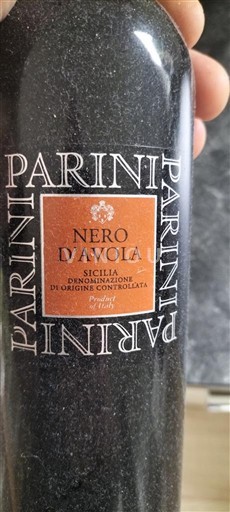 PARINI
PARINI
PARINI
PARINI
NERO
D'AVOLA
SICILIA
DENOMINAZIONE
DI ORIGINE CONTROLLATA
Product
of Italy